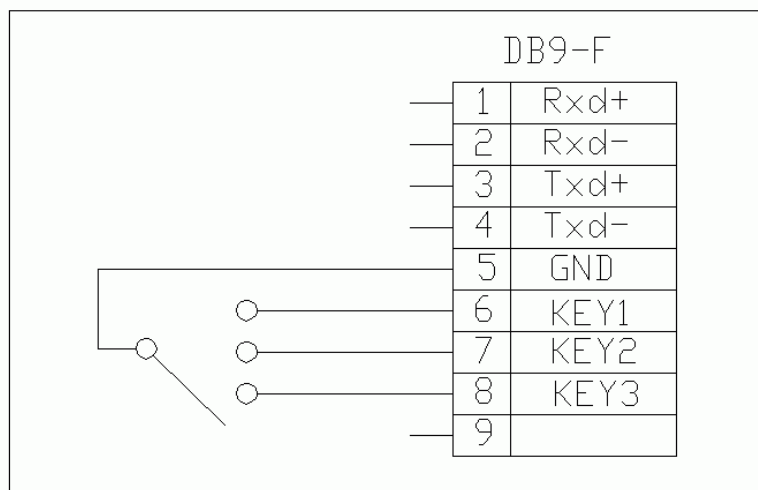 DB9-F
1 Rxd+
2 Rxd-
3 Txd+
4 Txd-
5 GND
6 KEY1
7 KEY2
8 KEY3
9